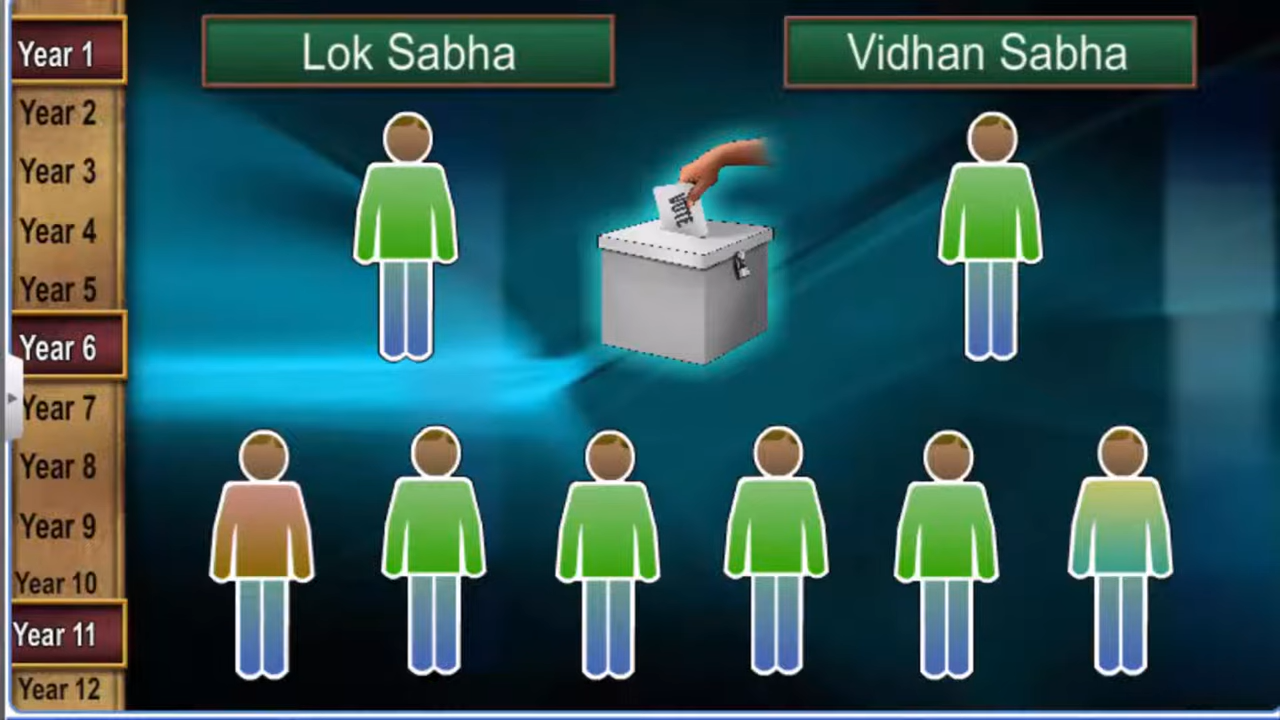 Lok Sabha
Vidhan Sabha
VOTE
Year 1
Year 2
Year 3
Year 4
Year 5
Year 6
Year 7
Year 8
Year 9
Year 10
Year 11
Year 12